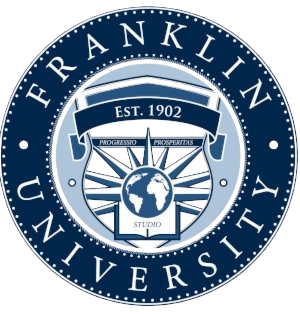 FRANKLIN
UNIVERSITY
EST. 1902
PROGRESSIO PROSPERITAS
STUDIO